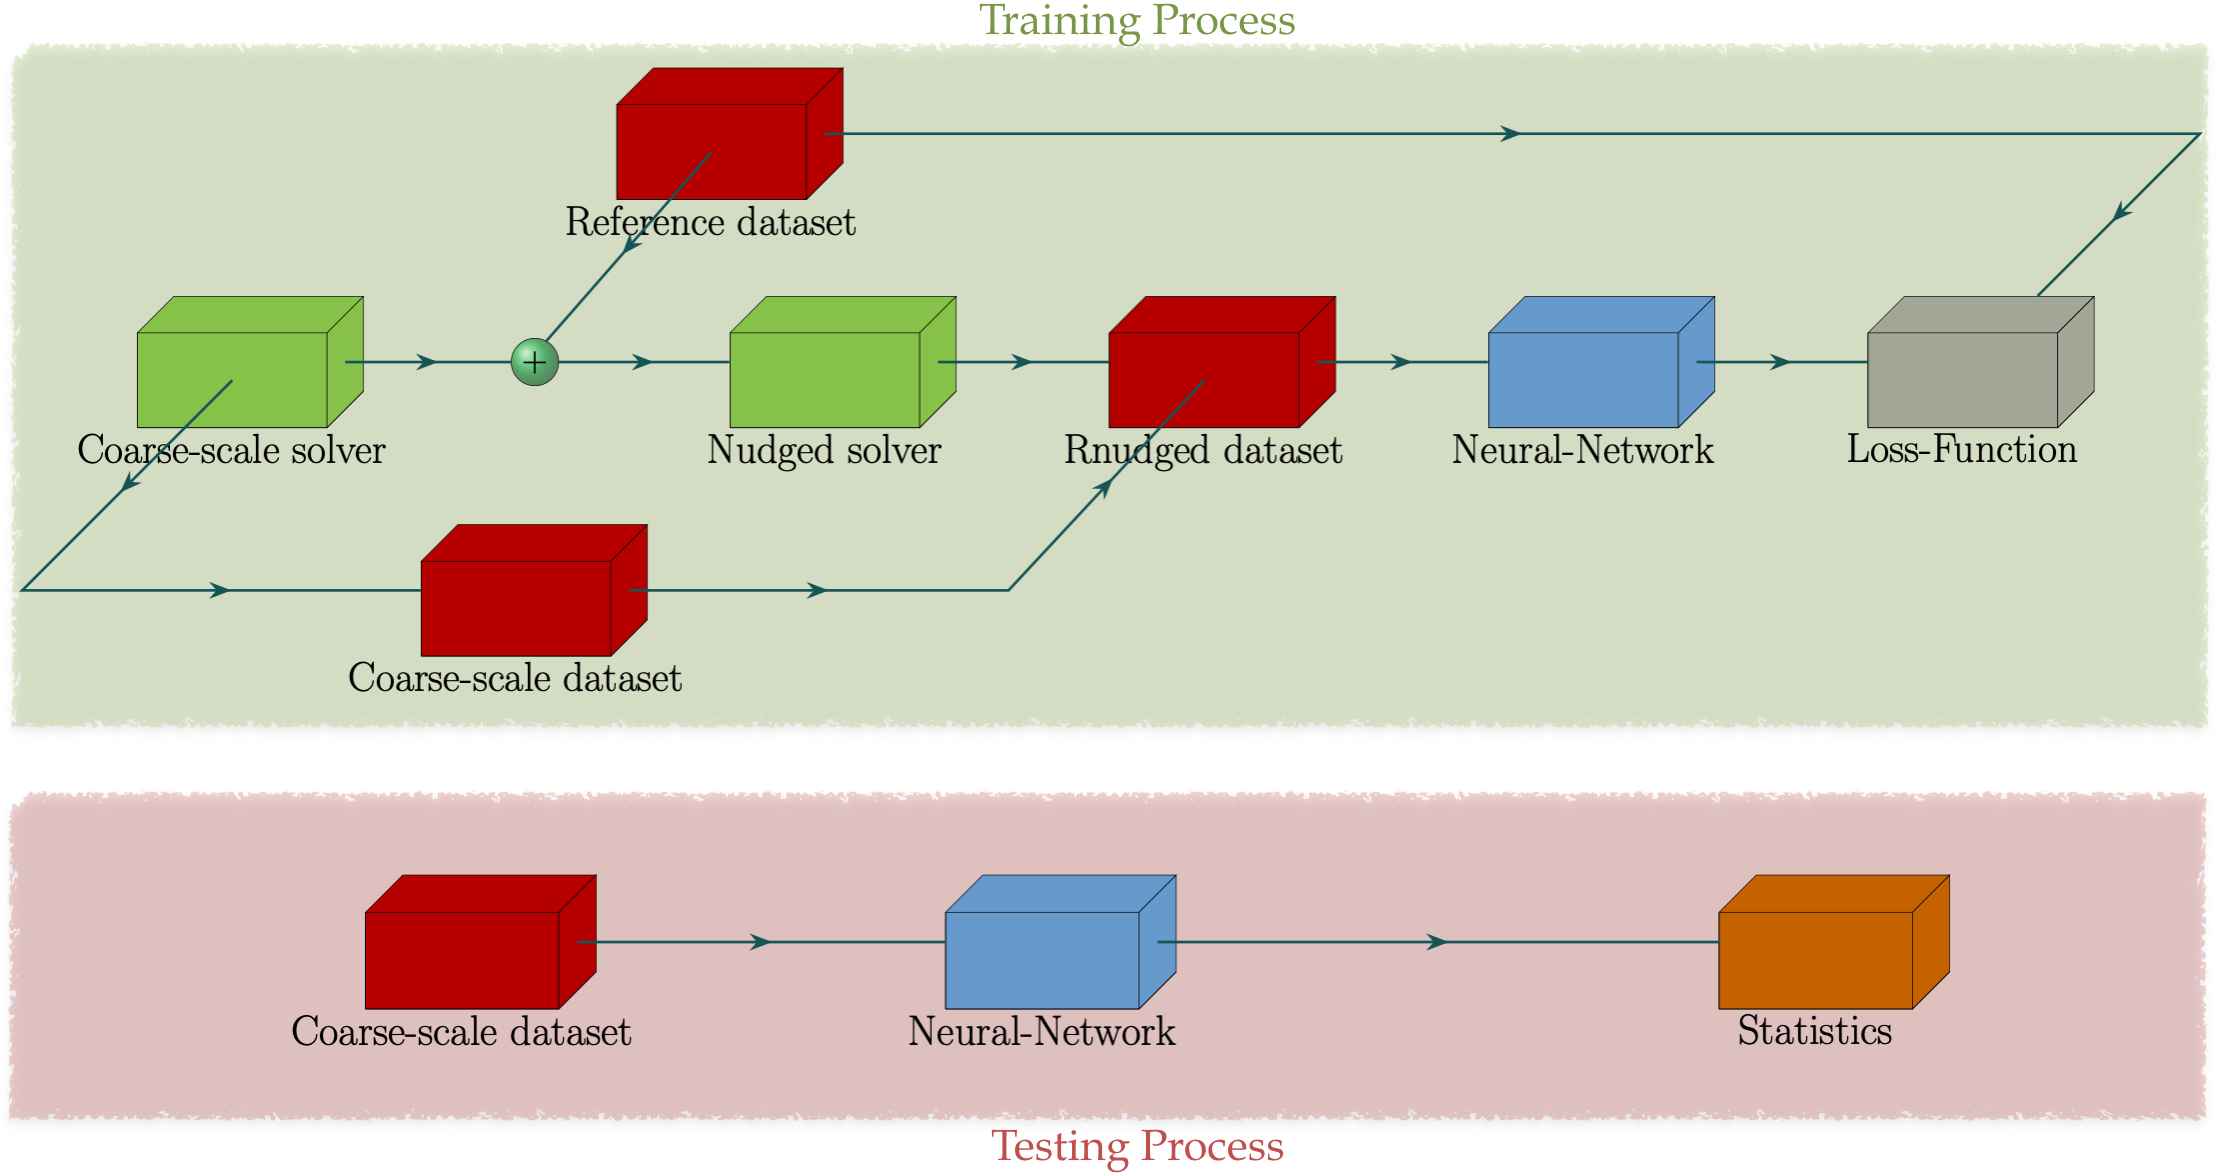 Training Process
Reference dataset
+
Coarse-scale solver
Nudged solver
Rnudged dataset
Neural-Network
Loss-Function
Coarse-scale dataset
Coarse-scale dataset
Neural-Network
Statistics
Testing Process